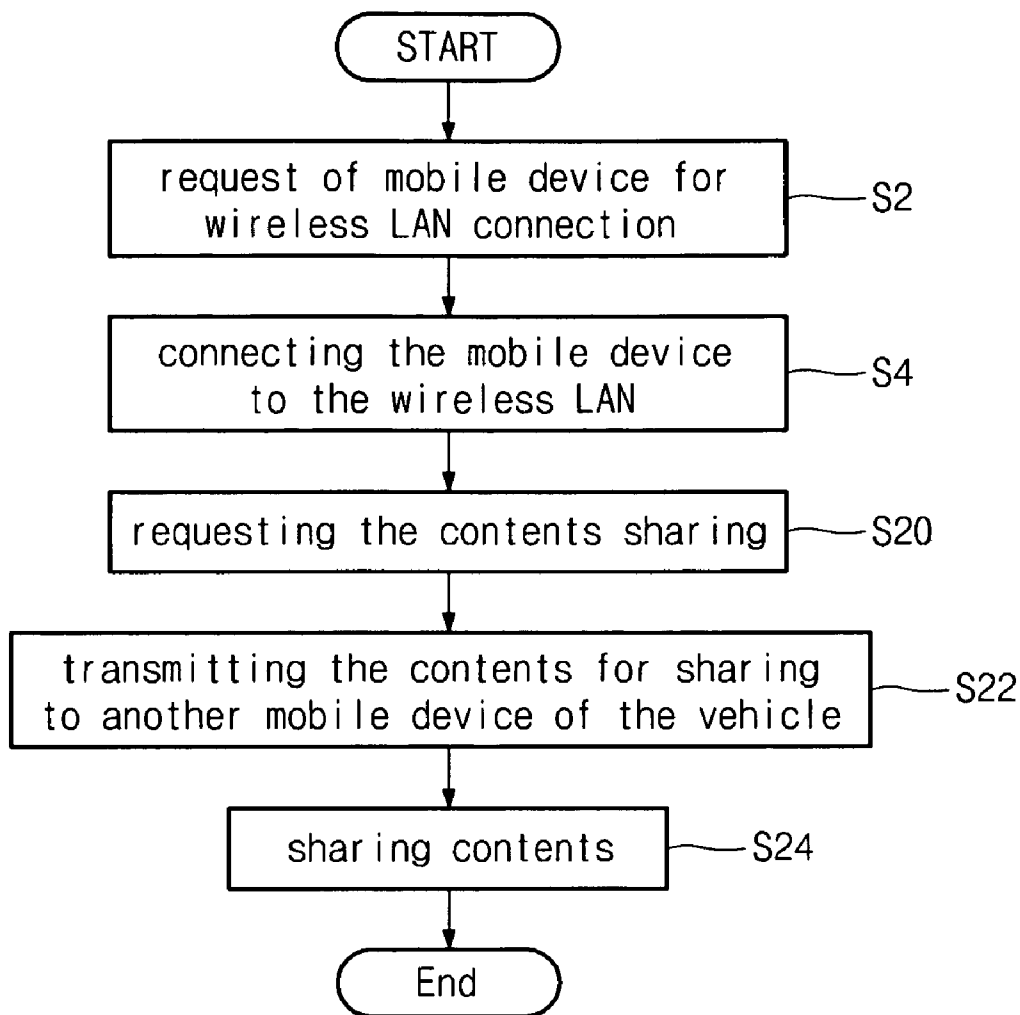 START
request of mobile device for
wireless LAN connection
S2
connecting the mobile device
to the wireless LAN
S4
requesting the contents sharing
S20
transmitting the contents for sharing
to another mobile device of the vehicle
S22
sharing contents
S24
End